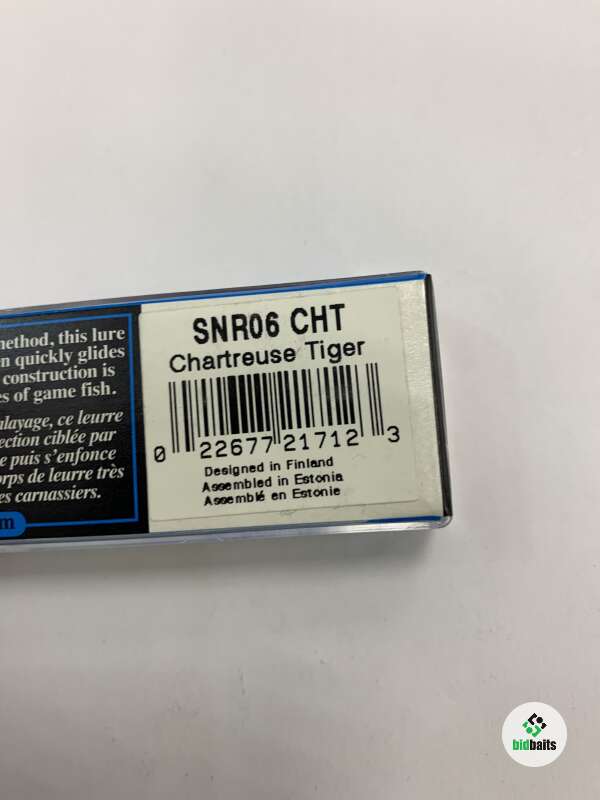 method, this lure
n quickly glides
construction is
es of game fish.
alayage, ce leurre
ection ciblée par
e puis s'enfonce
orps de leurre très
es carnassiers.
m
SNR06 CHT
Chartreuse Tiger
0 22677 21712 3
Designed in Finland
Assembled in Estonia
Assemblé en Estonie
bidbaits